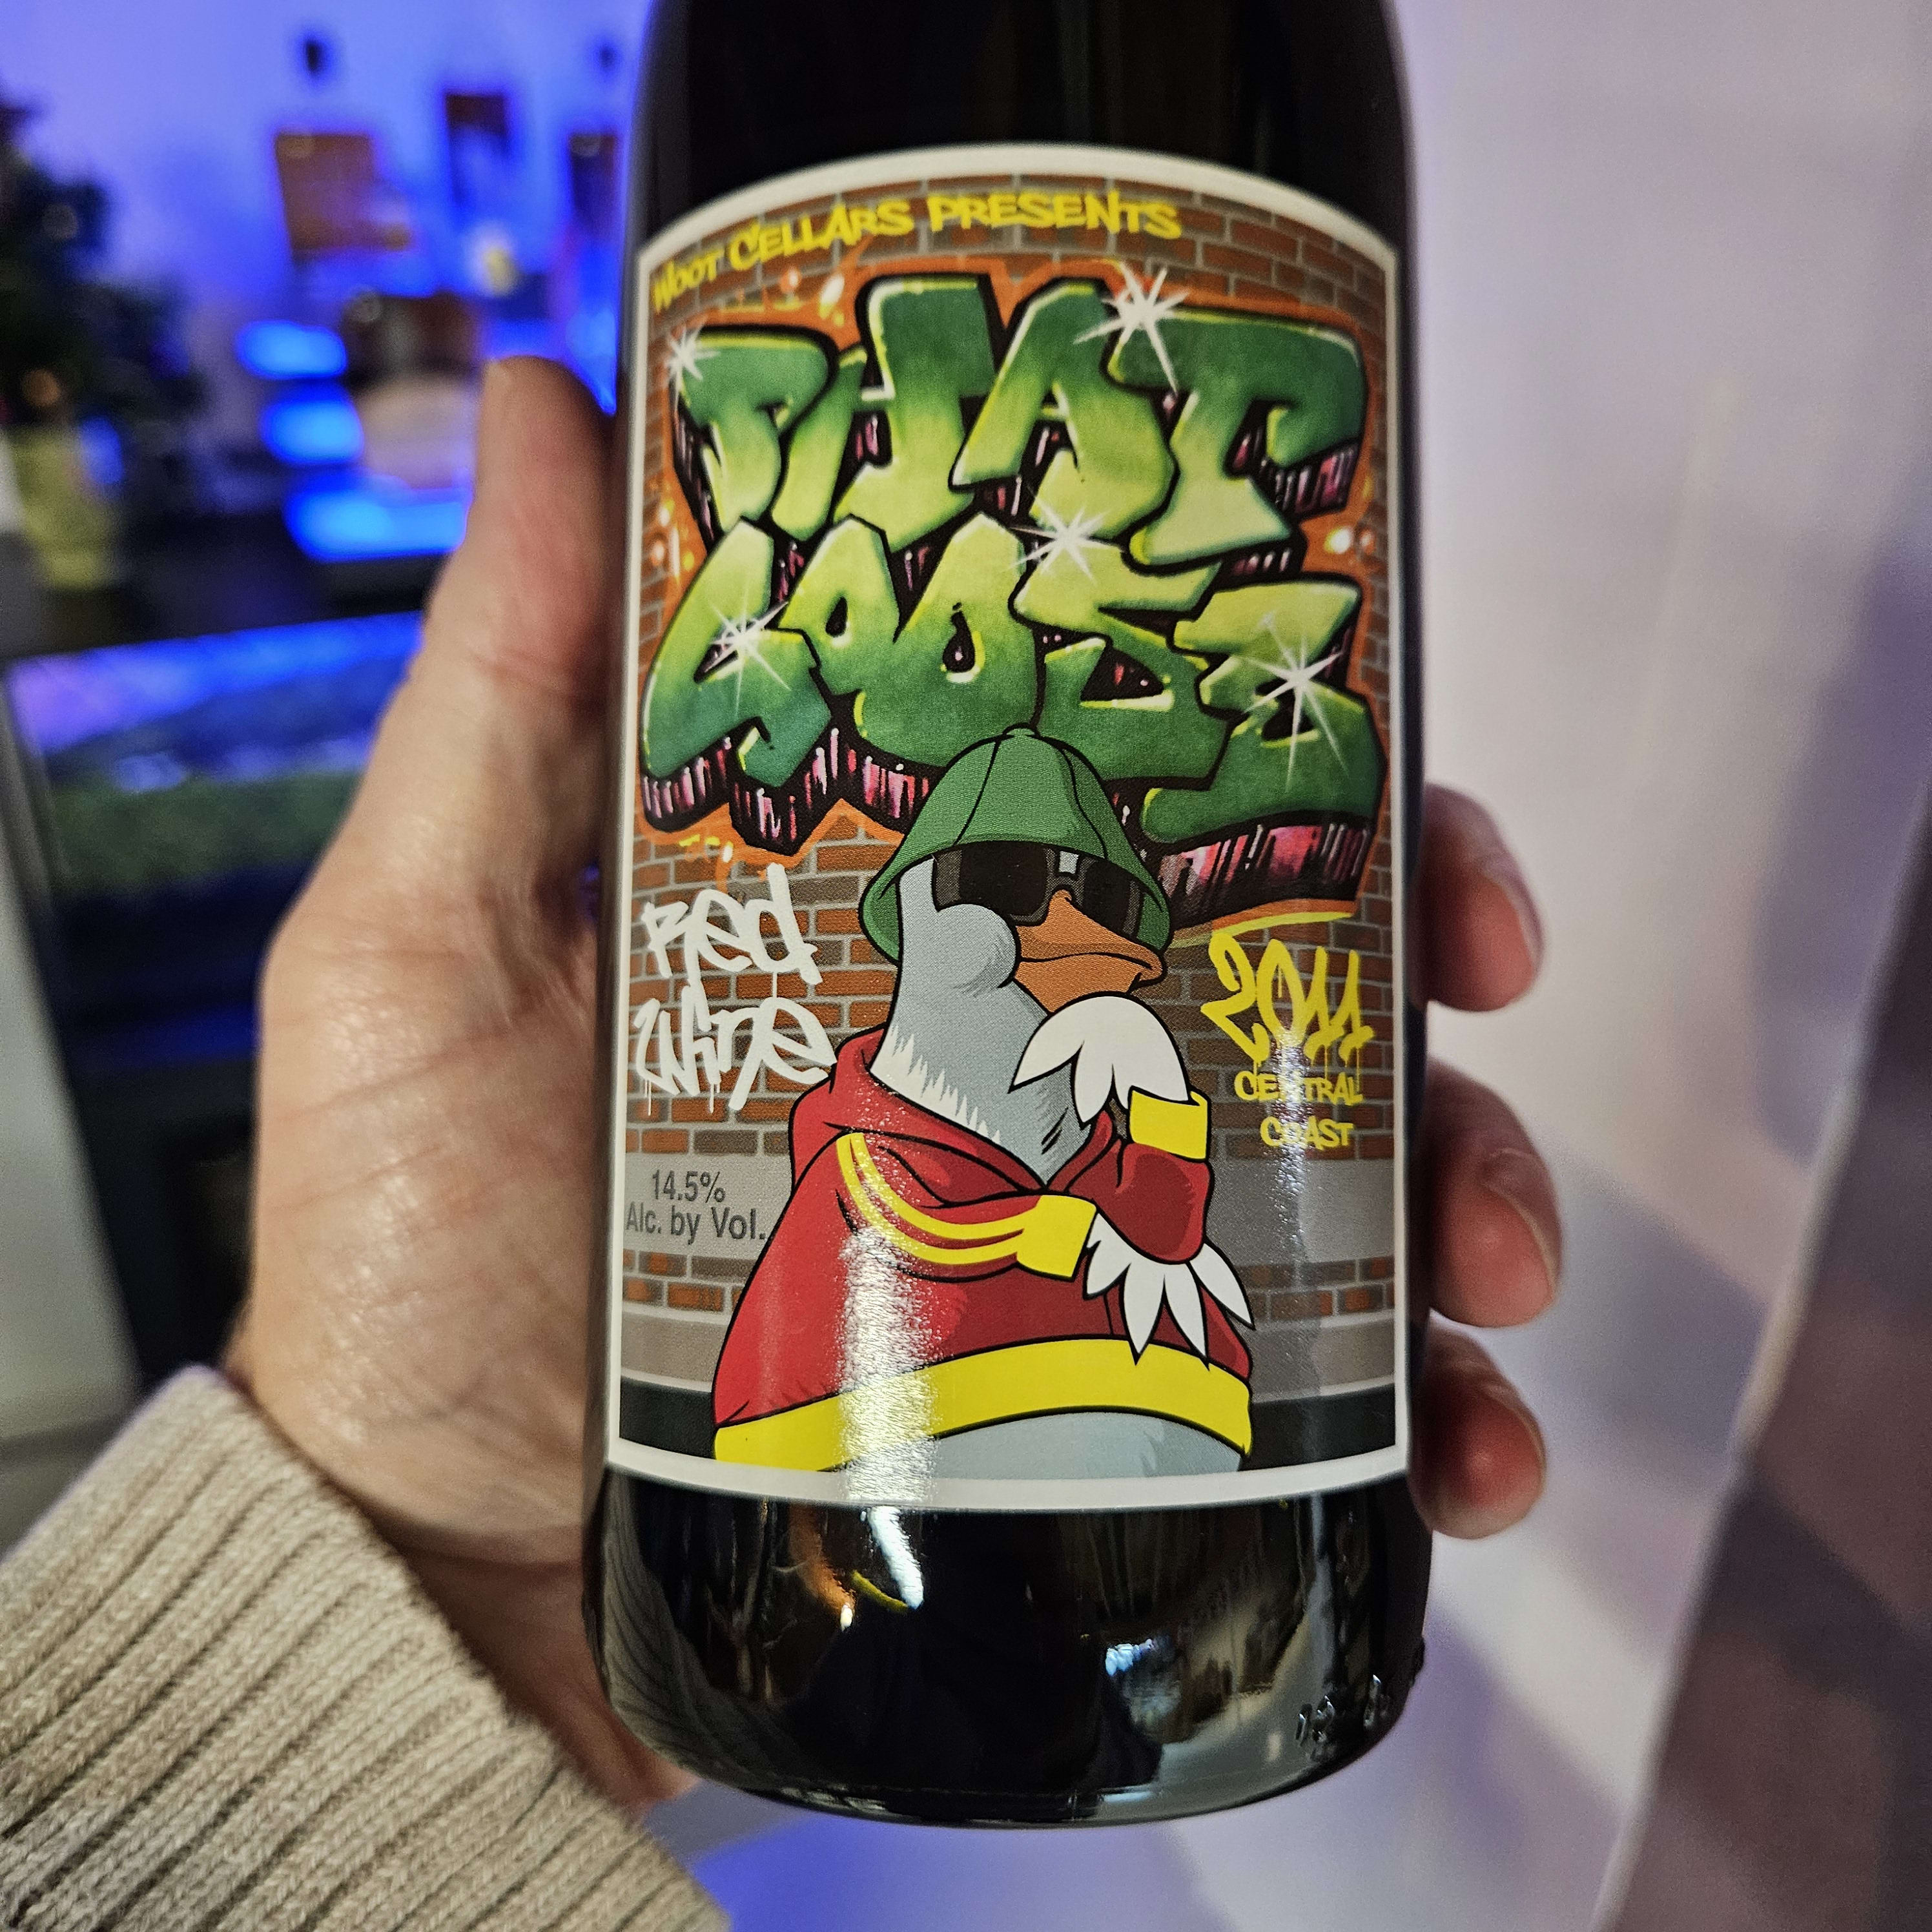 WOOT CELLARS PRESENTS
PHAT
GOOSE
Red
Wine
2011
CENTRAL
COAST
14.5%
Alc. by Vol.